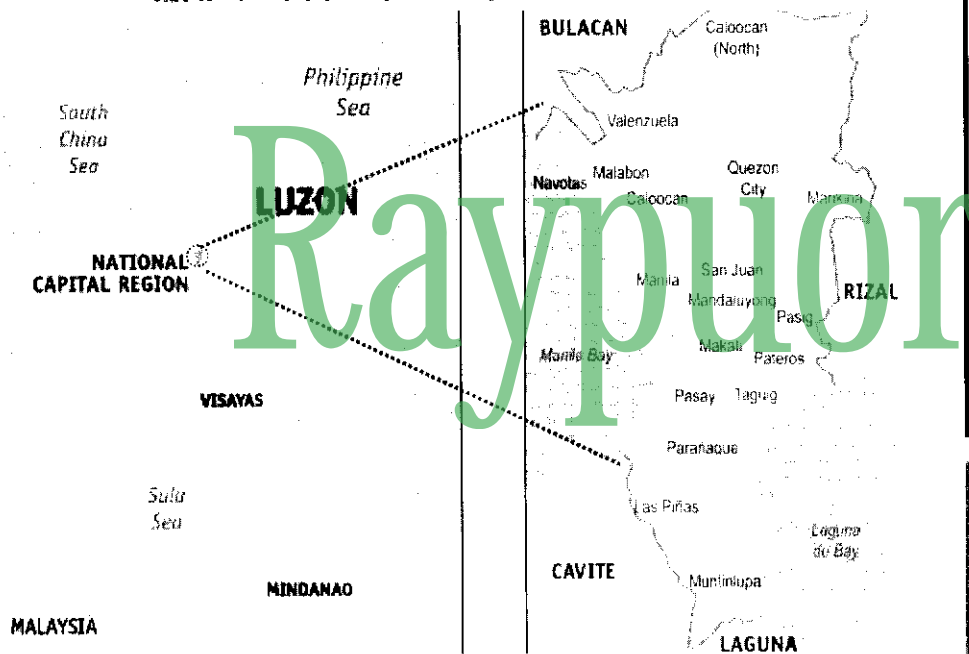 Philippine
Sea
South
China
Sea
LUZON
NATIONAL
CAPITAL REGION
VISAYAS
Sulu
Sea
MINDANAO
MALAYSIA
BULACAN
Caloocan
(North)
Valenzuela
Navotas
Malabon
Caloocan
Quezon
City
Marikina
Manila
San Juan
Mandaluyong
Pasig
RIZAL
Manila Bay
Makati
Pateros
Pasay
Taguig
Parañaque
Las Piñas
Laguna
de Bay
CAVITE
Muntinlupa
LAGUNA
Raypuor